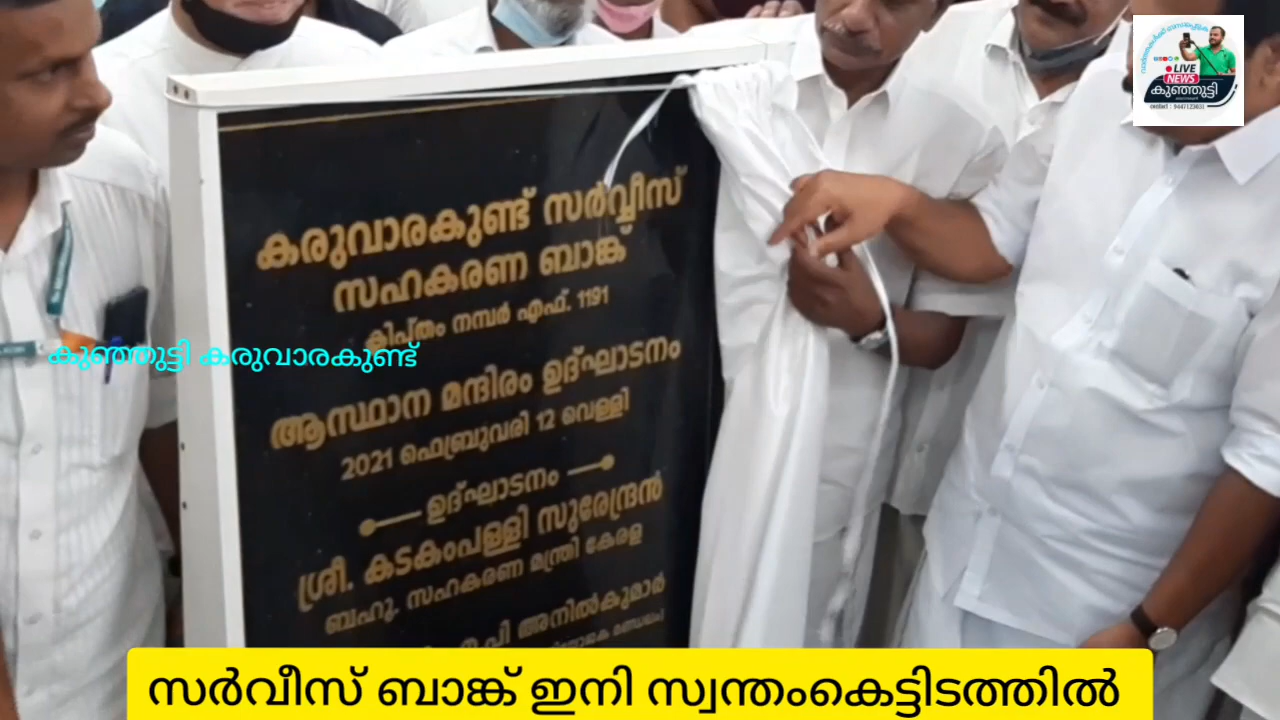 LIVE
NEWS
കുഞ്ഞുട്ടി
കരുവാരകുണ്ട് സർവ്വീസ്
സഹകരണ ബാങ്ക്
ക്ലിപ്തം നമ്പർ എഫ്. 1191
കുഞ്ഞുട്ടി കരുവാരകുണ്ട്
ആസ്ഥാന മന്ദിരം ഉദ്ഘാടനം
2021 ഫെബ്രുവരി 12 വെള്ളി
ഉദ്ഘാടനം
ശ്രീ. കടകംപള്ളി സുരേന്ദ്രൻ
ബഹു. സഹകരണ മന്ത്രി കേരള
എ.പി അനിൽകുമാർ
സർവീസ് ബാങ്ക് ഇനി സ്വന്തംകെട്ടിടത്തിൽ